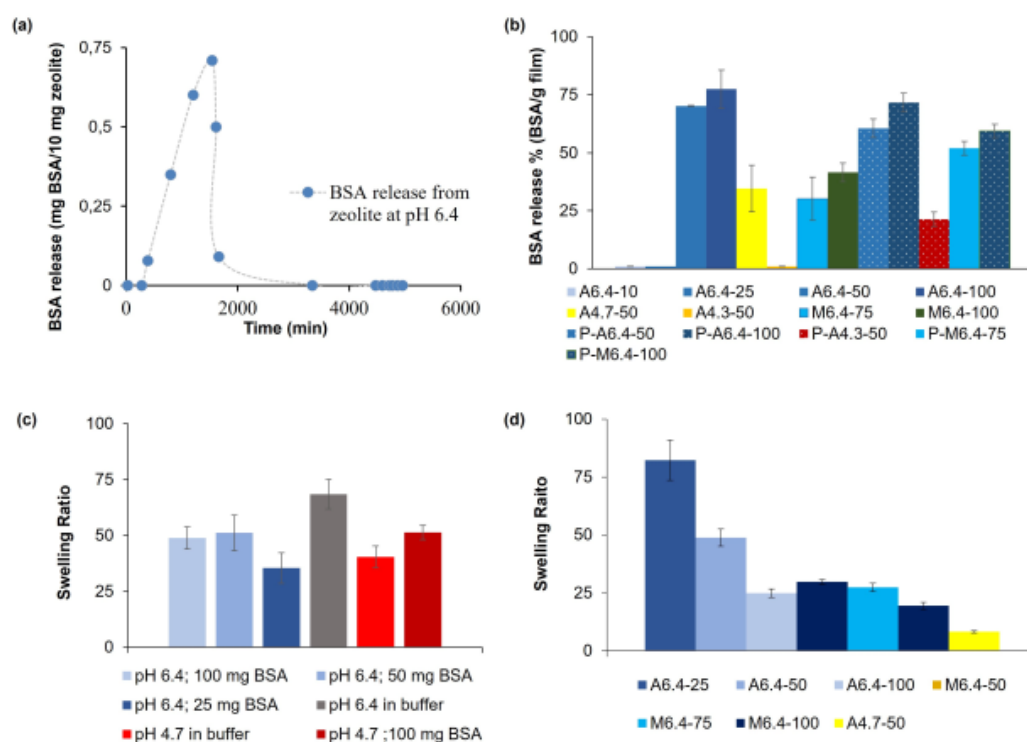 (a)
BSA release (mg BSA/10 mg zeolite)
0,75
0,5
0,25
0
0 2000 4000 6000
Time (min)
BSA release from
zeolite at pH 6.4
(b)
BSA release % (BSA/g film)
100
75
50
25
0
A6.4-10 A6.4-25 A6.4-50 A6.4-100
A4.7-50 A4.3-50 M6.4-75 M6.4-100
P-A6.4-50 P-A6.4-100 P-A4.3-50 P-M6.4-75
P-M6.4-100
(c)
Swelling Ratio
100
75
50
25
0
pH 6.4; 100 mg BSA pH 6.4; 50 mg BSA
pH 6.4; 25 mg BSA pH 6.4 in buffer
pH 4.7 in buffer pH 4.7 ;100 mg BSA
(d)
Swelling Raito
100
75
50
25
0
A6.4-25 A6.4-50 A6.4-100 M6.4-50
M6.4-75 M6.4-100 A4.7-50